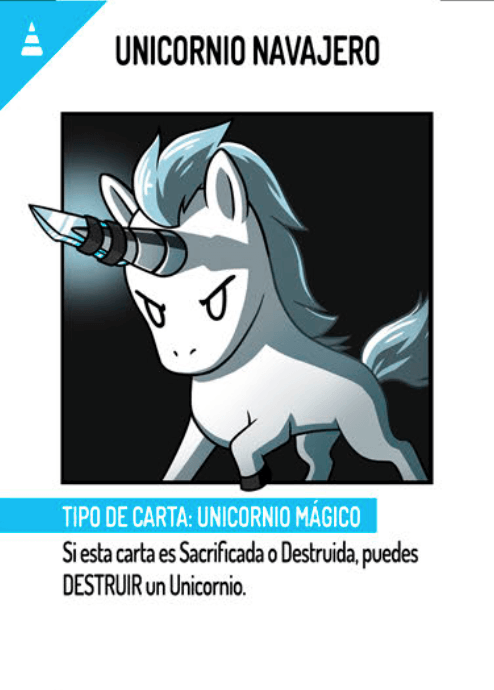 UNICORNIO NAVAJERO
TIPO DE CARTA: UNICORNIO MÁGICO
Si esta carta es Sacrificada o Destruida, puedes
DESTRUIR un Unicornio.